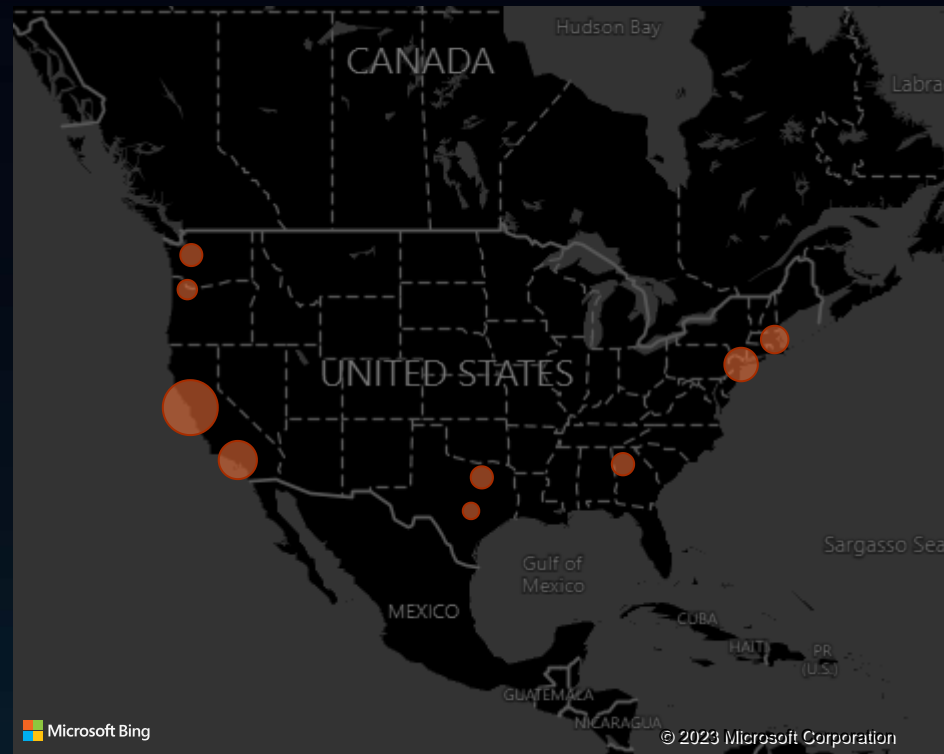 Hudson Bay
CANADA
Labra
UNITED STATES
Sargasso Sea
Gulf of
Mexico
MEXICO
CUBA
HAITI
PR
(U.S.)
GUATEMALA
NICARAGUA
Microsoft Bing
© 2023 Microsoft Corporation